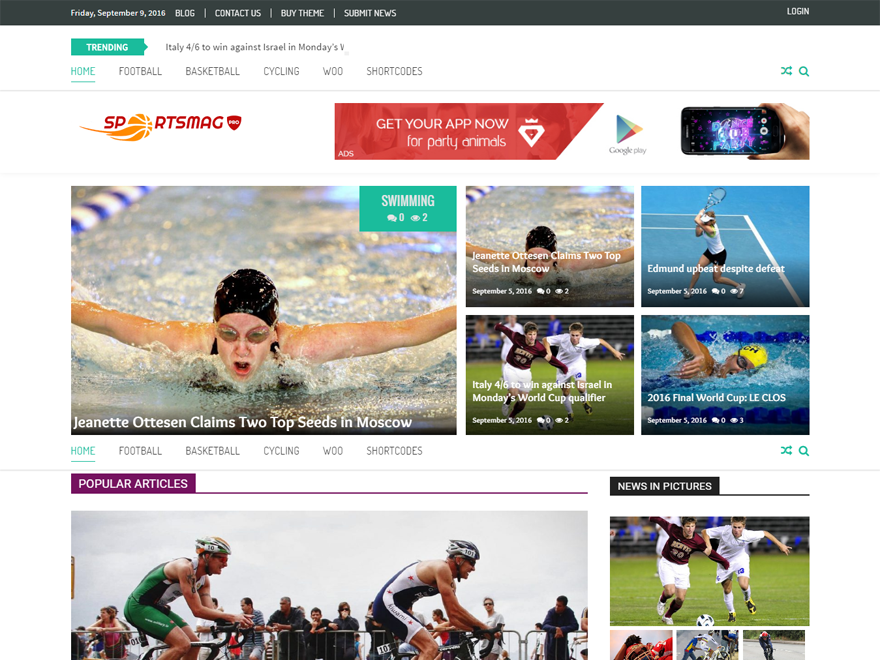 Friday, September 9, 2016 BLOG CONTACT US BUY THEME SUBMIT NEWS LOGIN
TRENDING Italy 4/6 to win against Israel in Monday's
HOME FOOTBALL BASKETBALL CYCLING WOO SHORTCODES
SPORTSMAG PRO
GET YOUR APP NOW
for party animals
ADS
Google play
SWIMMING
0 2
Jeanette Ottesen Claims Two Top Seeds in Moscow
Jeanette Ottesen Claims Two Top
Seeds in Moscow
September 5, 2016 0 2
Edmund upbeat despite defeat
September 5, 2016 0 2
Italy 4/6 to win against Israel in
Monday's World Cup qualifier
September 5, 2016 0 2
2016 Final World Cup: LE CLOS
September 5, 2016 0 3
HOME FOOTBALL BASKETBALL CYCLING WOO SHORTCODES
POPULAR ARTICLES
NEWS IN PICTURES
101